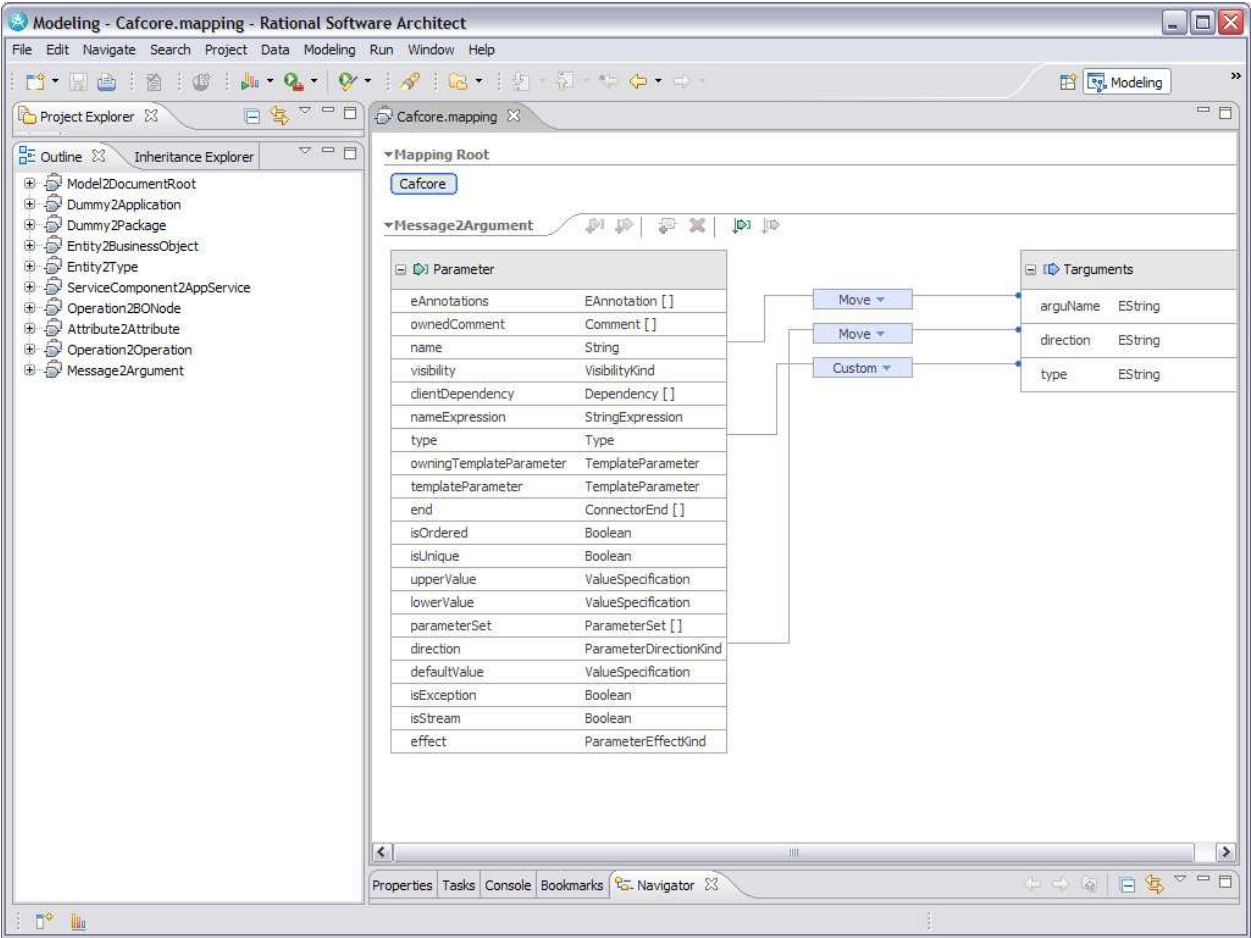 Modeling - Cafcore.mapping - Rational Software Architect
File Edit Navigate Search Project Data Modeling Run Window Help
Modeling »
Project Explorer
Outline Inheritance Explorer
Model2DocumentRoot
Dummy2Application
Dummy2Package
Entity2BusinessObject
Entity2Type
ServiceComponent2AppService
Operation2BONode
Attribute2Attribute
Operation2Operation
Message2Argument
Cafcore.mapping
Mapping Root
Cafcore
Message2Argument
Parameter
eAnnotations EAnnotation [ ]
ownedComment Comment [ ]
name String
visibility VisibilityKind
clientDependency Dependency [ ]
nameExpression StringExpression
type Type
owningTemplateParameter TemplateParameter
templateParameter TemplateParameter
end ConnectorEnd [ ]
isOrdered Boolean
isUnique Boolean
upperValue ValueSpecification
lowerValue ValueSpecification
parameterSet ParameterSet [ ]
direction ParameterDirectionKind
defaultValue ValueSpecification
isException Boolean
isStream Boolean
effect ParameterEffectKind
Move
Move
Custom
Targuments
arguName EString
direction EString
type EString
Properties Tasks Console Bookmarks Navigator